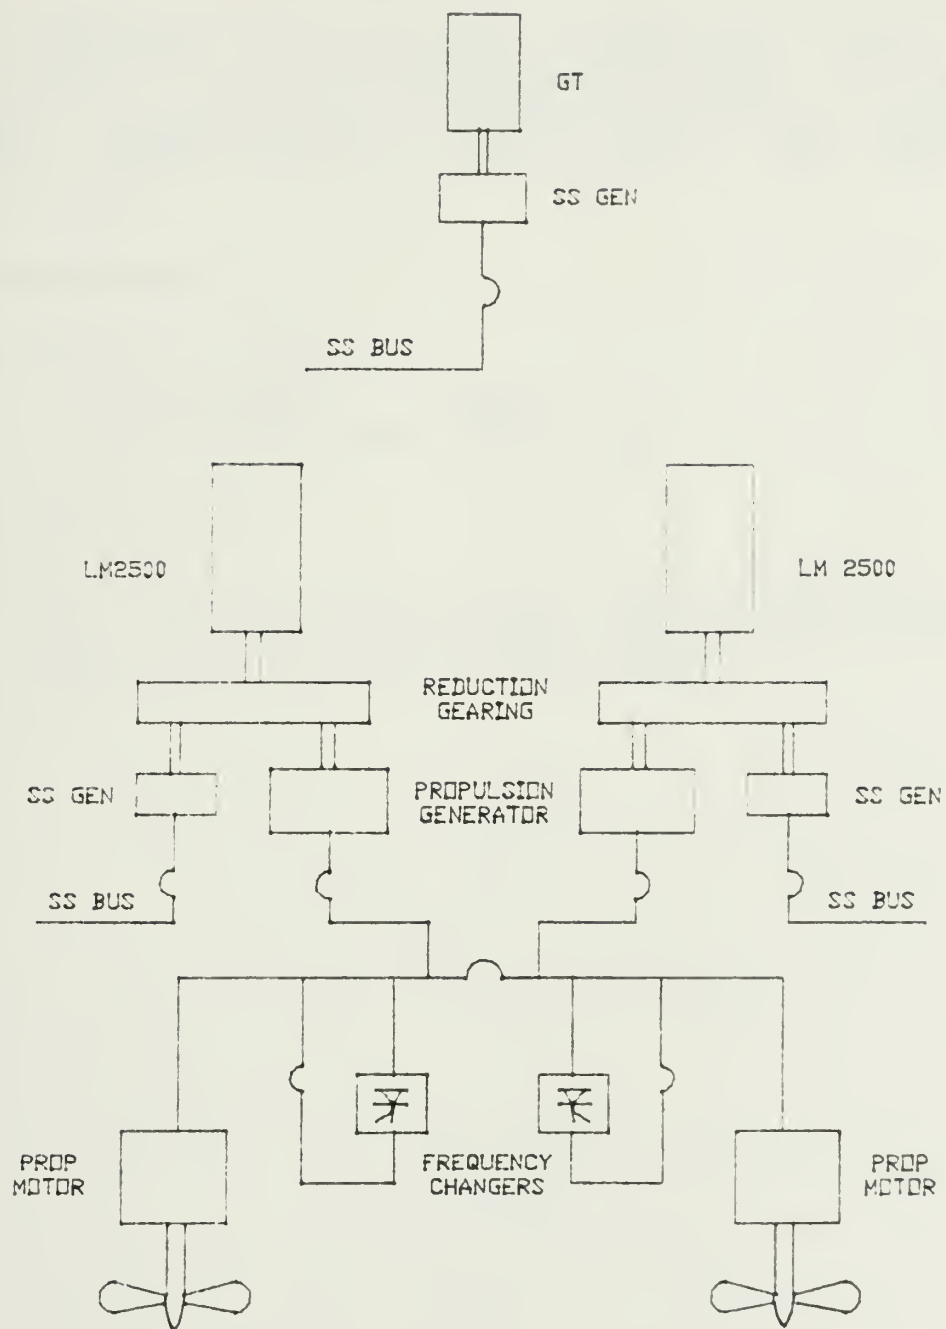 GT
SS GEN
SS BUS
LM2500
LM 2500
REDUCTION
GEARING
SS GEN
PROPULSION
GENERATOR
SS GEN
SS BUS
SS BUS
PROP
MOTOR
FREQUENCY
CHANGERS
PROP
MOTOR